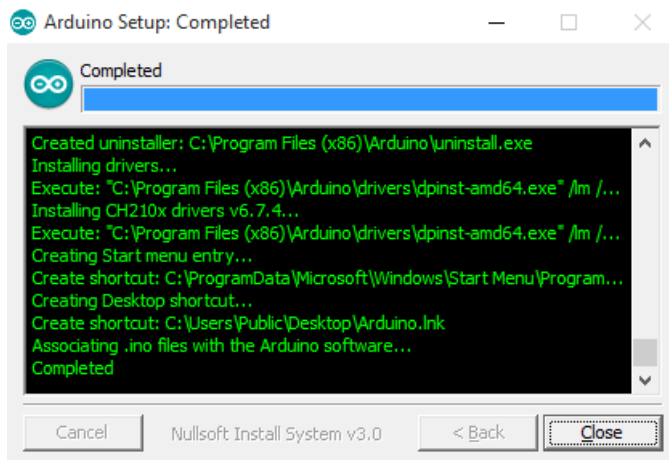 Arduino Setup: Completed
Completed
Created uninstaller: C:\Program Files (x86)\Arduino\uninstall.exe
Installing drivers...
Execute: "C:\Program Files (x86)\Arduino\drivers\dpinst-amd64.exe" /lm /...
Installing CH210x drivers v6.7.4...
Execute: "C:\Program Files (x86)\Arduino\drivers\dpinst-amd64.exe" /lm /...
Creating Start menu entry...
Create shortcut: C:\ProgramData\Microsoft\Windows\Start Menu\Program...
Creating Desktop shortcut...
Create shortcut: C:\Users\Public\Desktop\Arduino.lnk
Associating .ino files with the Arduino software...
Completed
Cancel Nullsoft Install System v3.0 < Back Close